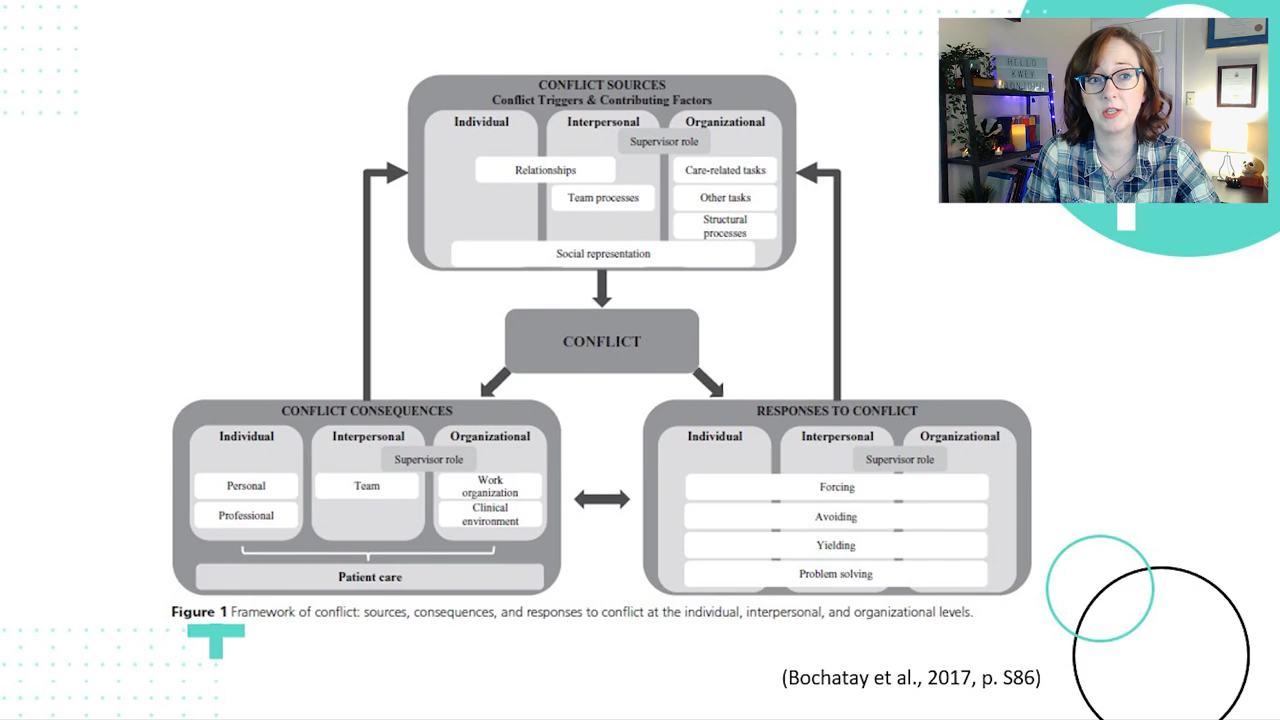 CONFLICT SOURCES
Conflict Triggers & Contributing Factors
Individual
Interpersonal
Organizational
Supervisor role
Relationships
Care-related tasks
Team processes
Other tasks
Structural
processes
Social representation
CONFLICT
CONFLICT CONSEQUENCES
Individual
Interpersonal
Organizational
Supervisor role
Personal
Team
Work
organization
Professional
Clinical
environment
Patient care
RESPONSES TO CONFLICT
Individual
Interpersonal
Organizational
Supervisor role
Forcing
Avoiding
Yielding
Problem solving
Figure 1 Framework of conflict: sources, consequences, and responses to conflict at the individual, interpersonal, and organizational levels.
(Bochatay et al., 2017, p. S86)
HELLO
KWEY